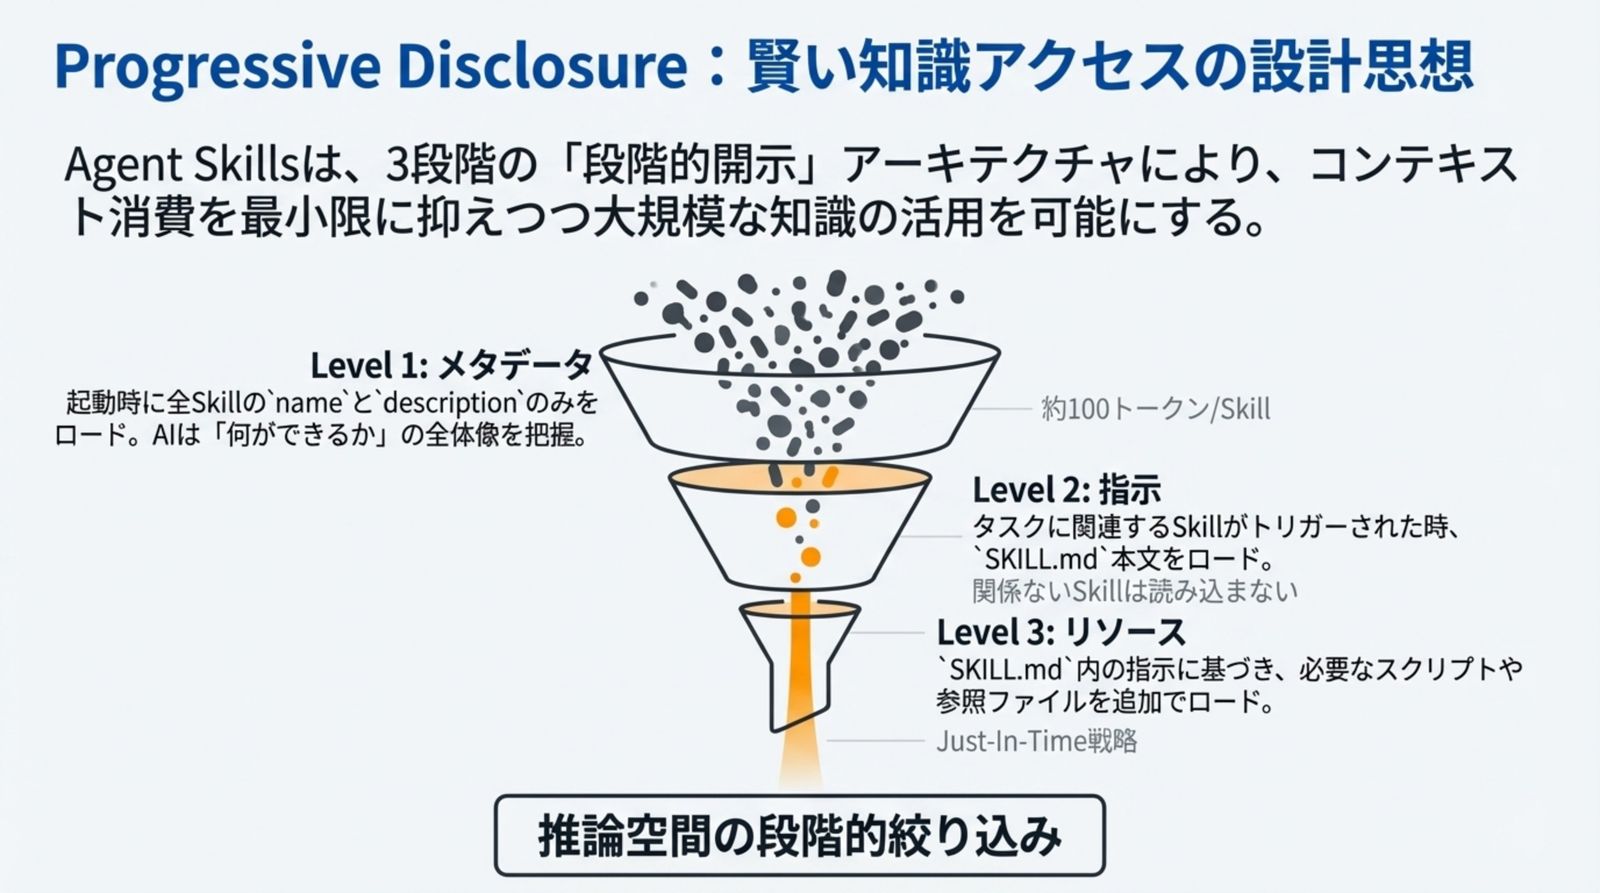 Progressive Disclosure：賢い知識アクセスの設計思想
Agent Skillsは、3段階の「段階的開示」アーキテクチャにより、コンテキス
ト消費を最小限に抑えつつ大規模な知識の活用を可能にする。
Level 1: メタデータ
起動時に全Skillの`name`と`description`のみを
ロード。AIは「何ができるか」の全体像を把握。
約100トークン/Skill
Level 2: 指示
タスクに関連するSkillがトリガーされた時、
`SKILL.md`本文をロード。
関係ないSkillは読み込まない
Level 3: リソース
`SKILL.md`内の指示に基づき、必要なスクリプトや
参照ファイルを追加でロード。
Just-In-Time戦略
推論空間の段階的絞り込み